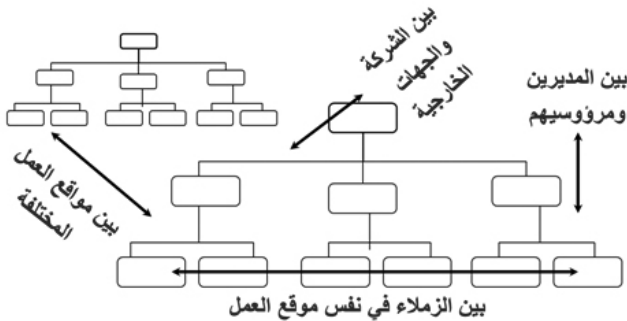 بين الشركة
والجهات
الخارجية
بين المديرين
ومرؤوسيهم
بين مواقع العمل
المختلفة
بين الزملاء في نفس موقع العمل